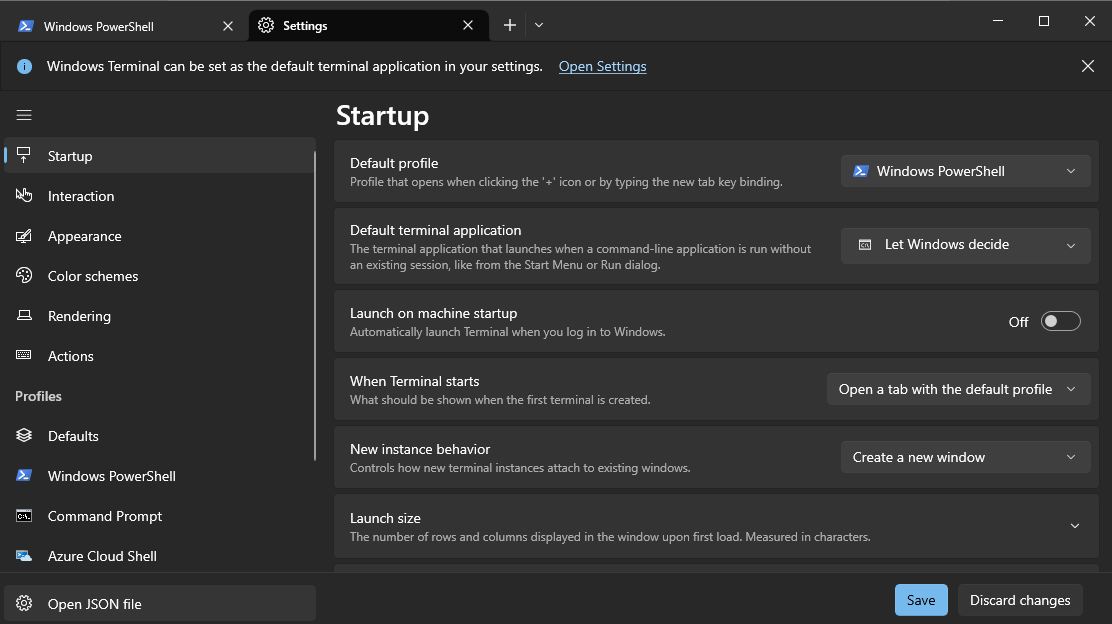 Windows PowerShell
Settings
Windows Terminal can be set as the default terminal application in your settings. Open Settings
Startup
Interaction
Appearance
Color schemes
Rendering
Actions
Profiles
Defaults
Windows PowerShell
Command Prompt
Azure Cloud Shell
Open JSON file
Startup
Default profile
Profile that opens when clicking the '+' icon or by typing the new tab key binding.
Windows PowerShell
Default terminal application
The terminal application that launches when a command-line application is run without
an existing session, like from the Start Menu or Run dialog.
Let Windows decide
Launch on machine startup
Automatically launch Terminal when you log in to Windows.
Off
When Terminal starts
What should be shown when the first terminal is created.
Open a tab with the default profile
New instance behavior
Controls how new terminal instances attach to existing windows.
Create a new window
Launch size
The number of rows and columns displayed in the window upon first load. Measured in characters.
Save
Discard changes